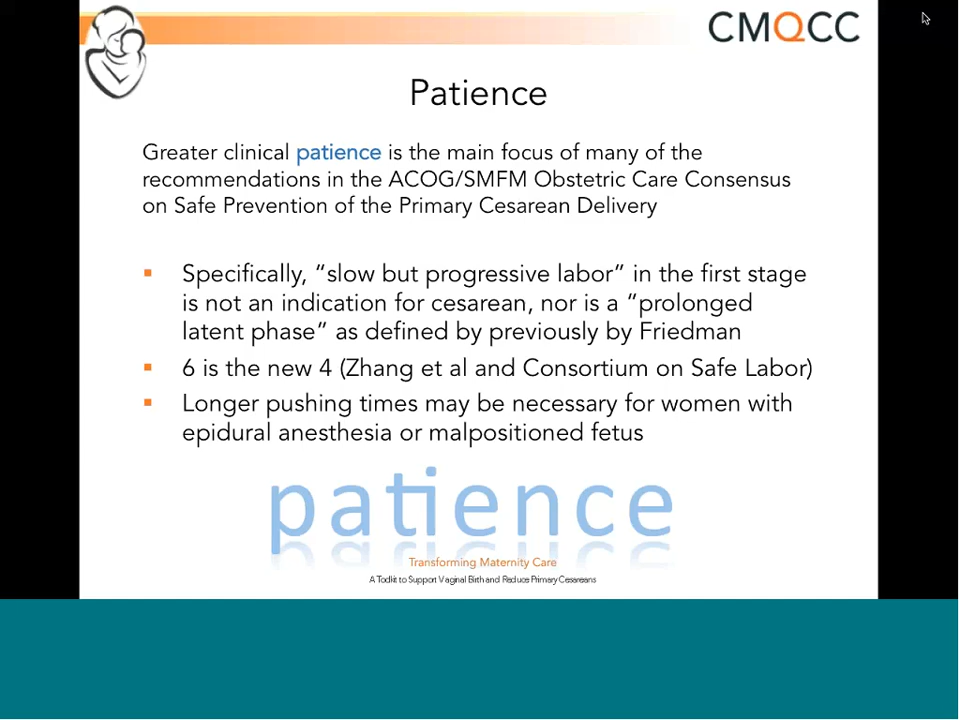 CMQCC
Patience
Greater clinical patience is the main focus of many of the
recommendations in the ACOG/SMFM Obstetric Care Consensus
on Safe Prevention of the Primary Cesarean Delivery
▪ Specifically, “slow but progressive labor” in the first stage
is not an indication for cesarean, nor is a “prolonged
latent phase” as defined by previously by Friedman
▪ 6 is the new 4 (Zhang et al and Consortium on Safe Labor)
▪ Longer pushing times may be necessary for women with
epidural anesthesia or malpositioned fetus
patience
Transforming Maternity Care
A Toolkit to Support Vaginal Birth and Reduce Primary Cesareans